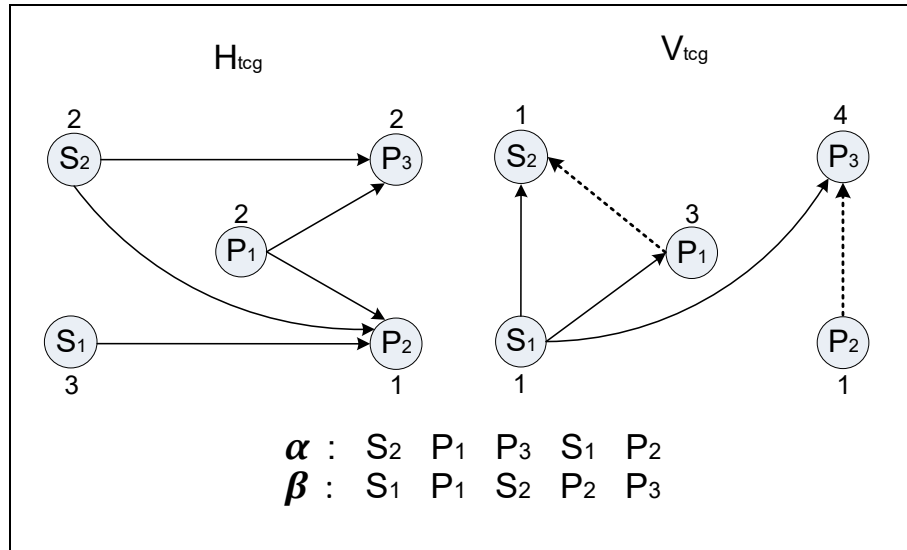 Htcg Vtcg
2 2 1 4
S2 P3 S2 P3
2 3
P1 P1
S1 P2 S1 P2
3 1 1 1
α : S2 P1 P3 S1 P2
β : S1 P1 S2 P2 P3